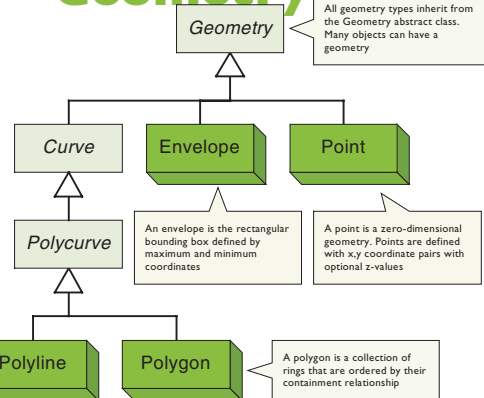 Geometry
All geometry types inherit from
the Geometry abstract class.
Many objects can have a
geometry
Geometry
Curve
Envelope
Point
An envelope is the rectangular
bounding box defined by
maximum and minimum
coordinates
A point is a zero-dimensional
geometry. Points are defined
with x,y coordinate pairs with
optional z-values
Polycurve
Polyline
Polygon
A polygon is a collection of
rings that are ordered by their
containment relationship